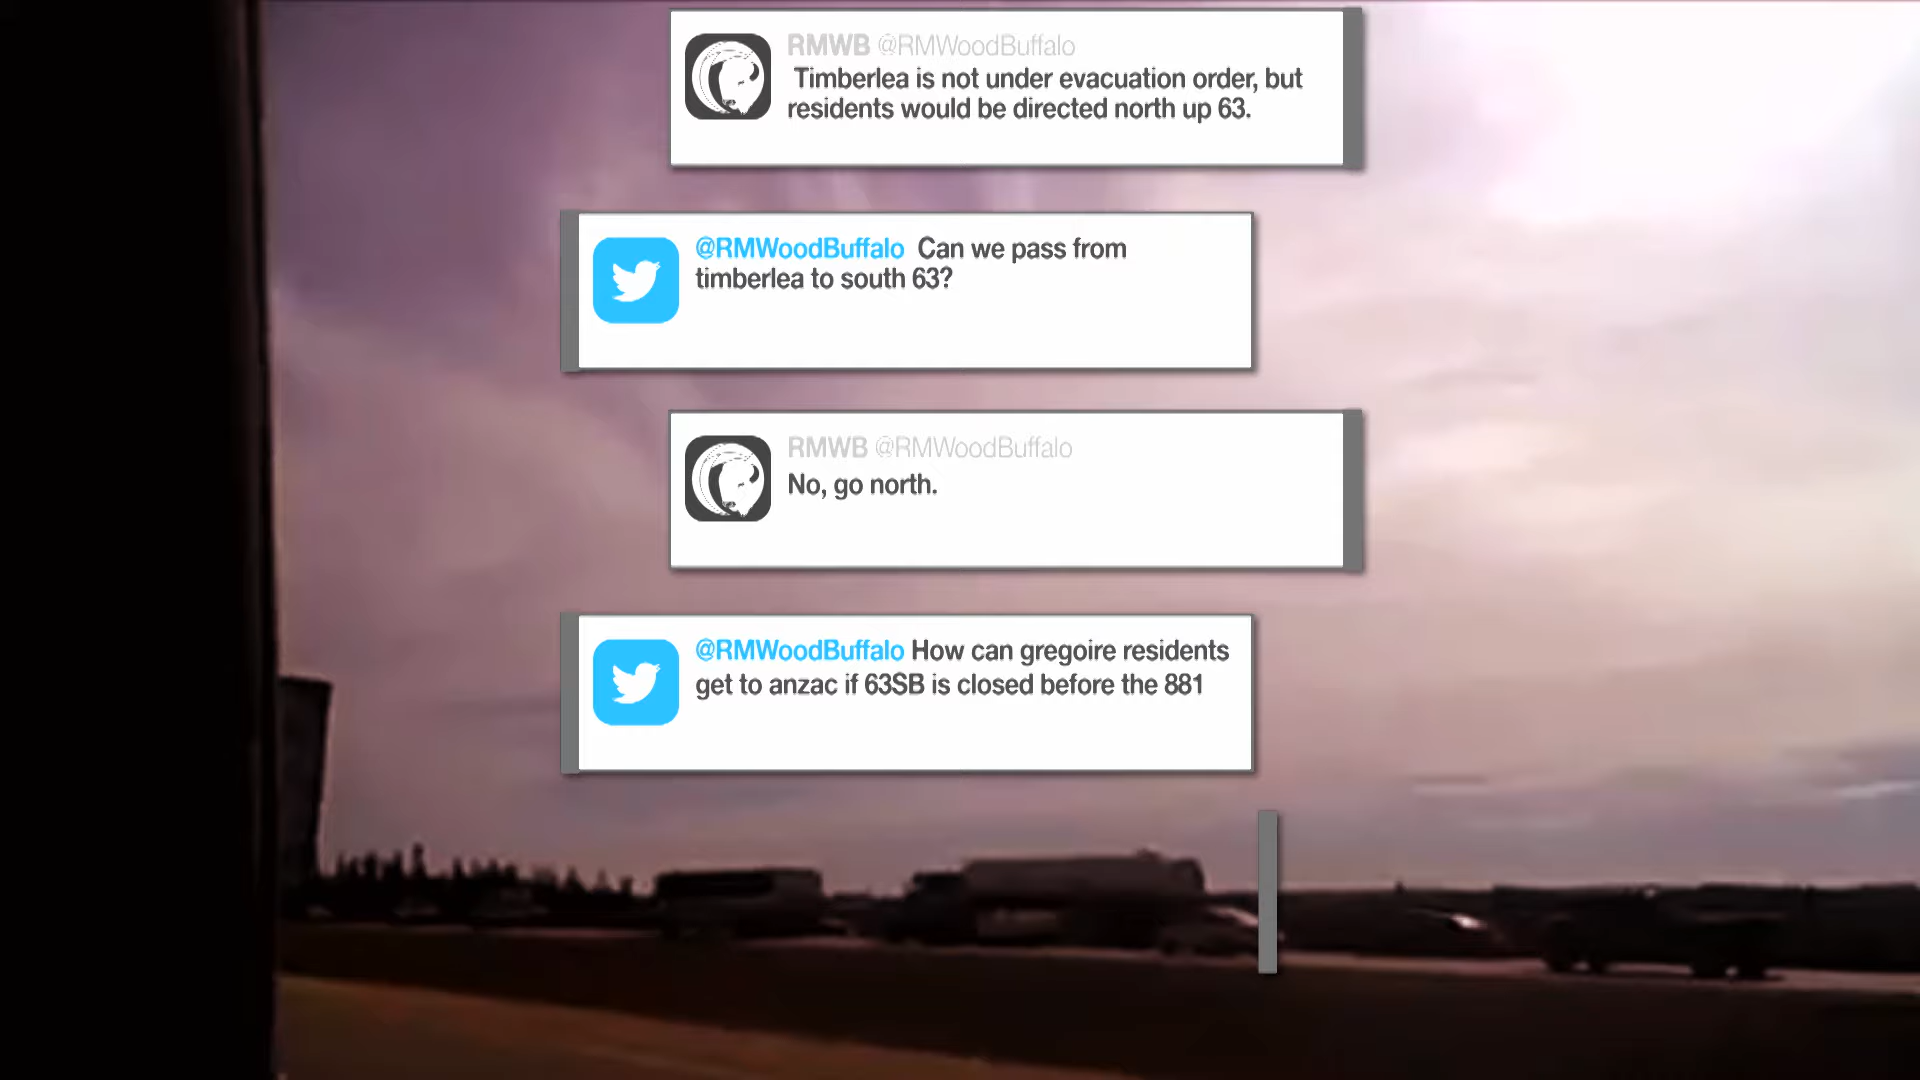 RMWB @RMWoodBuffalo
Timberlea is not under evacuation order, but
residents would be directed north up 63.
@RMWoodBuffalo Can we pass from
timberlea to south 63?
RMWB @RMWoodBuffalo
No, go north.
@RMWoodBuffalo How can gregoire residents
get to anzac if 63SB is closed before the 881